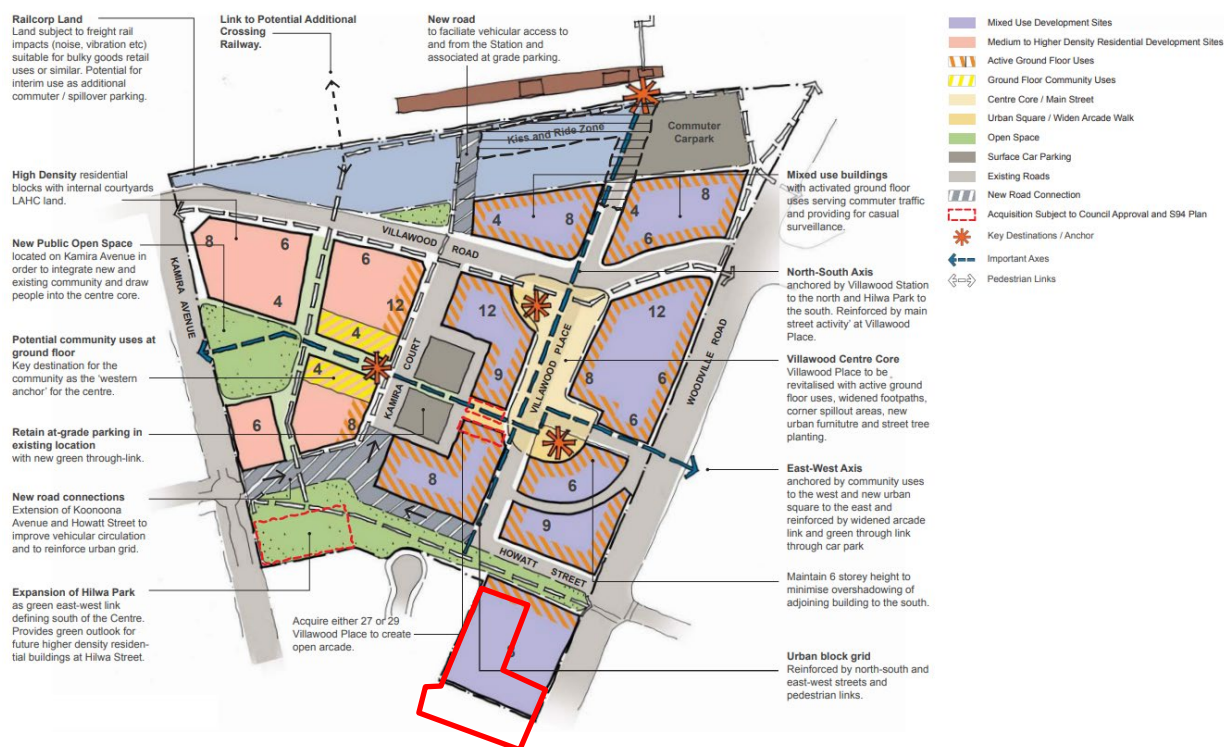 Railcorp Land
Land subject to freight rail
impacts (noise, vibration etc)
suitable for bulky goods retail
uses or similar. Potential for
interim use as additional
commuter / spillover parking.
Link to Potential Additional
Crossing
Railway.
New road
to faciliate vehicular access to
and from the Station and
associated at grade parking.
High Density residential
blocks with internal courtyards
LAHC land.
New Public Open Space
located on Kamira Avenue in
order to integrate new and
existing community and draw
people into the centre core.
Potential community uses at
ground floor
Key destination for the
community as the 'western
anchor' for the centre.
Retain at-grade parking in
existing location
with new green through-link.
New road connections
Extension of Koonoona
Avenue and Howatt Street to
improve vehicular circulation
and to reinforce urban grid.
Expansion of Hilwa Park
as green east-west link
defining south of the Centre.
Provides green outlook for
future higher density residen-
tial buildings at Hilwa Street.
Acquire either 27 or 29
Villawood Place to create
open arcade.
Kiss and Ride Zone
Commuter
Carpark
4
8
4
8
6
VILLAWOOD
ROAD
KAMIRA
AVENUE
8
6
4
6
12
4
4
6
8
KAMIRA
COURT
12
9
8
VILLAWOOD PLACE
12
8
6
6
WOODVILLE ROAD
6
9
HOWATT STREET
Mixed use buildings
with activated ground floor
uses serving commuter traffic
and providing for casual
surveillance.
North-South Axis
anchored by Villawood Station
to the north and Hilwa Park to
the south. Reinforced by main
street activity' at Villawood
Place.
Villawood Centre Core
Villawood Place to be
revitalised with active ground
floor uses, widened footpaths,
corner spillout areas, new
urban furnitutre and street tree
planting.
East-West Axis
anchored by community uses
to the west and new urban
square to the east and
reinforced by widened arcade
link and green through link
through car park
Maintain 6 storey height to
minimise overshadowing of
adjoining building to the south.
Urban block grid
Reinforced by north-south and
east-west streets and
pedestrian links.
Mixed Use Development Sites
Medium to Higher Density Residential Development Sites
Active Ground Floor Uses
Ground Floor Community Uses
Centre Core / Main Street
Urban Square / Widen Arcade Walk
Open Space
Surface Car Parking
Existing Roads
New Road Connection
Acquisition Subject to Council Approval and S94 Plan
Key Destinations / Anchor
Important Axes
Pedestrian Links